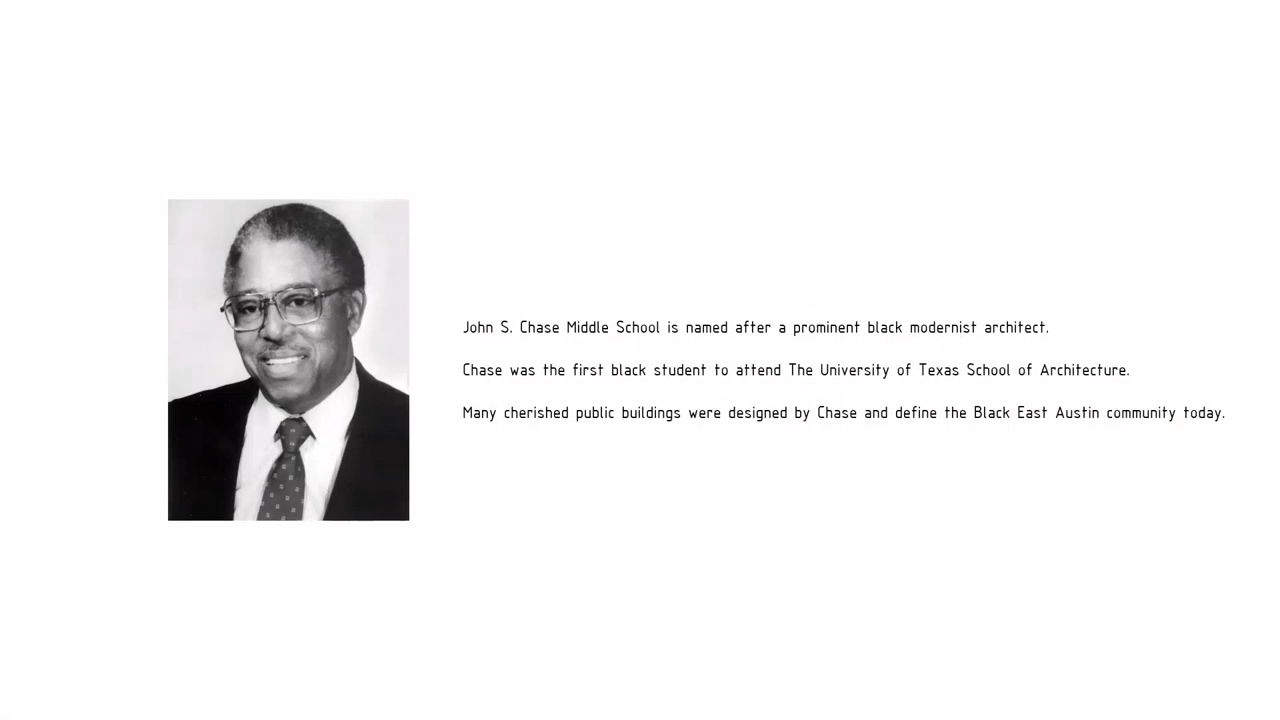 John S. Chase Middle School is named after a prominent black modernist architect.
Chase was the first black student to attend The University of Texas School of Architecture.
Many cherished public buildings were designed by Chase and define the Black East Austin community today.